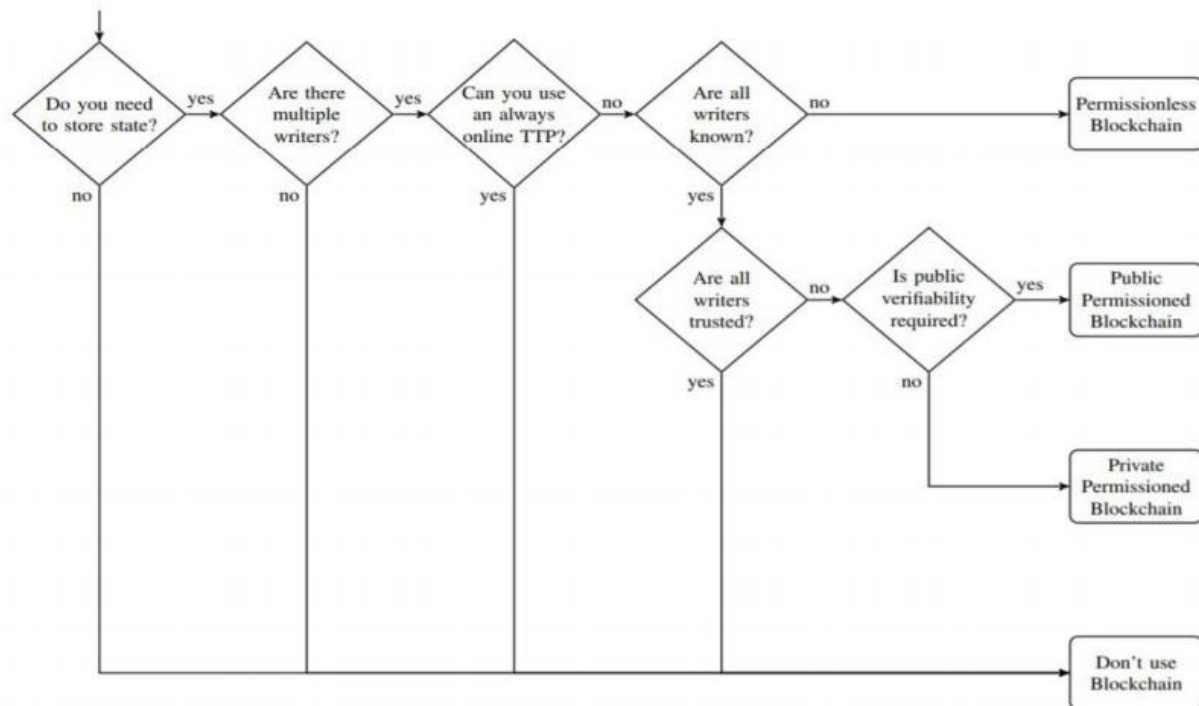 Do you need
to store state?
yes
no
Are there
multiple
writers?
yes
no
Can you use
an always
online TTP?
no
yes
Are all
writers
known?
no
yes
Permissionless
Blockchain
Are all
writers
trusted?
no
yes
Is public
verifiability
required?
yes
no
Public
Permissioned
Blockchain
Private
Permissioned
Blockchain
Don't use
Blockchain